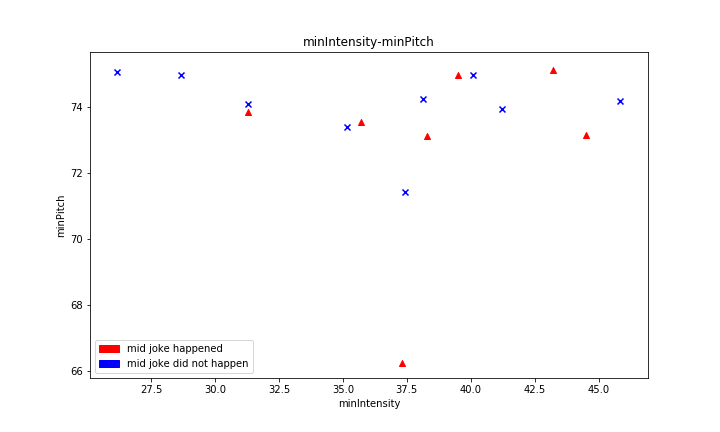 minIntensity-minPitch
minPitch
74
72
70
68
66
mid joke happened
mid joke did not happen
27.5 30.0 32.5 35.0 37.5 40.0 42.5 45.0
minIntensity